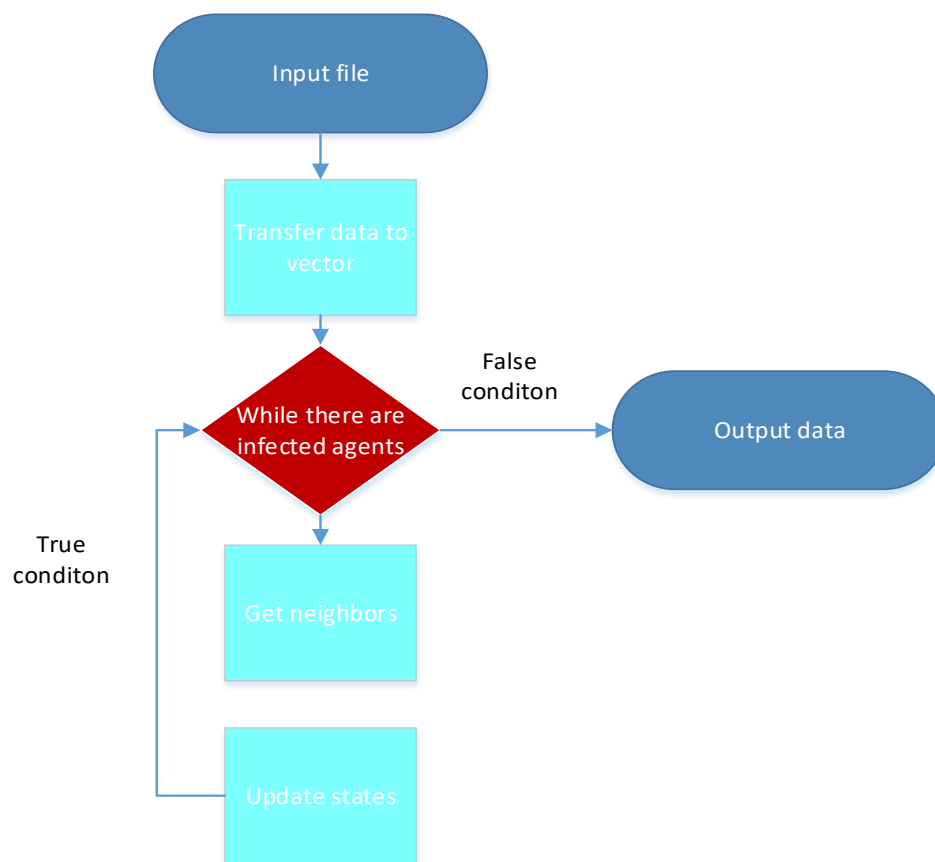 Input file
Transfer data to
vector
False
conditon
While there are
infected agents
Output data
True
conditon
Get neighbors
Update states